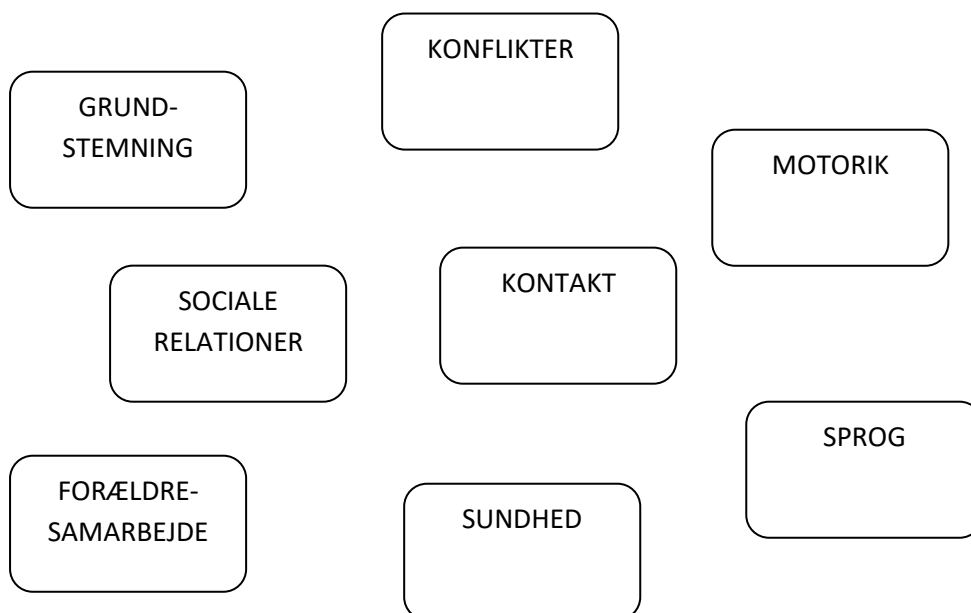 KONFLIKTER
GRUND-
STEMNING
MOTORIK
SOCIALE
RELATIONER
KONTAKT
SPROG
FORÆLDRE-
SAMARBEJDE
SUNDHED